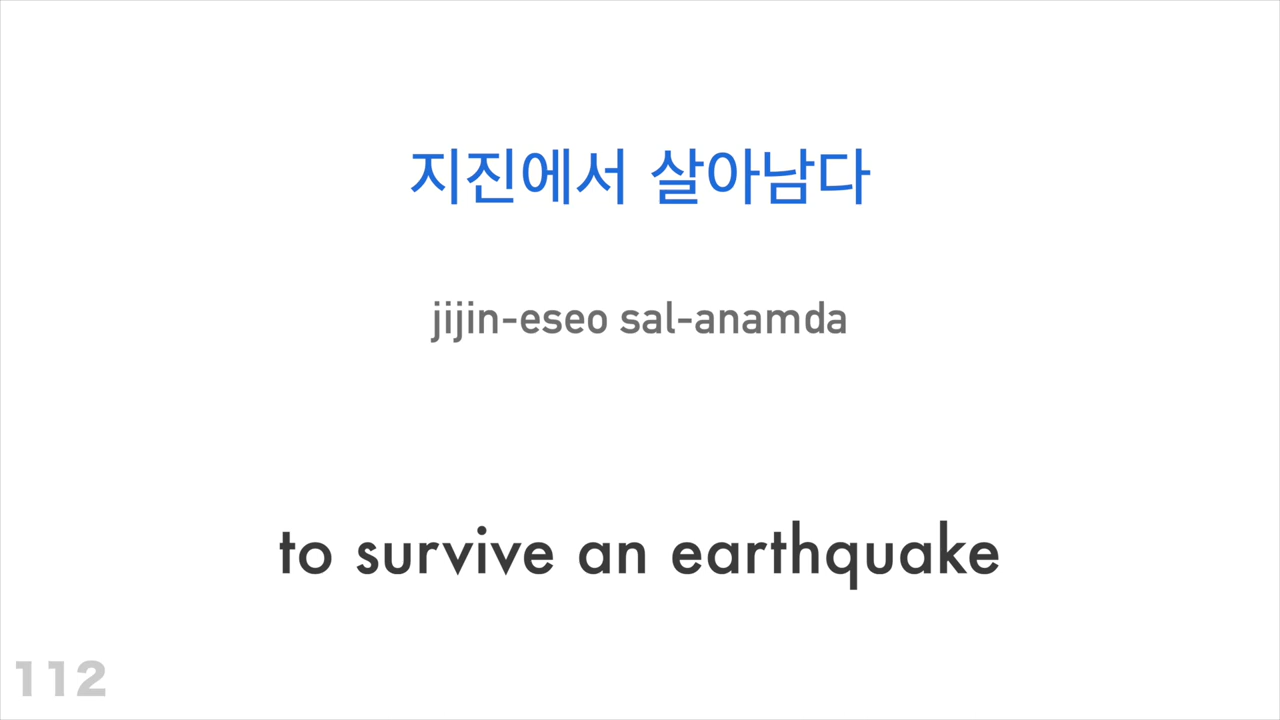 지진에서 살아남다
jijin-eseo sal-anamda
to survive an earthquake
112